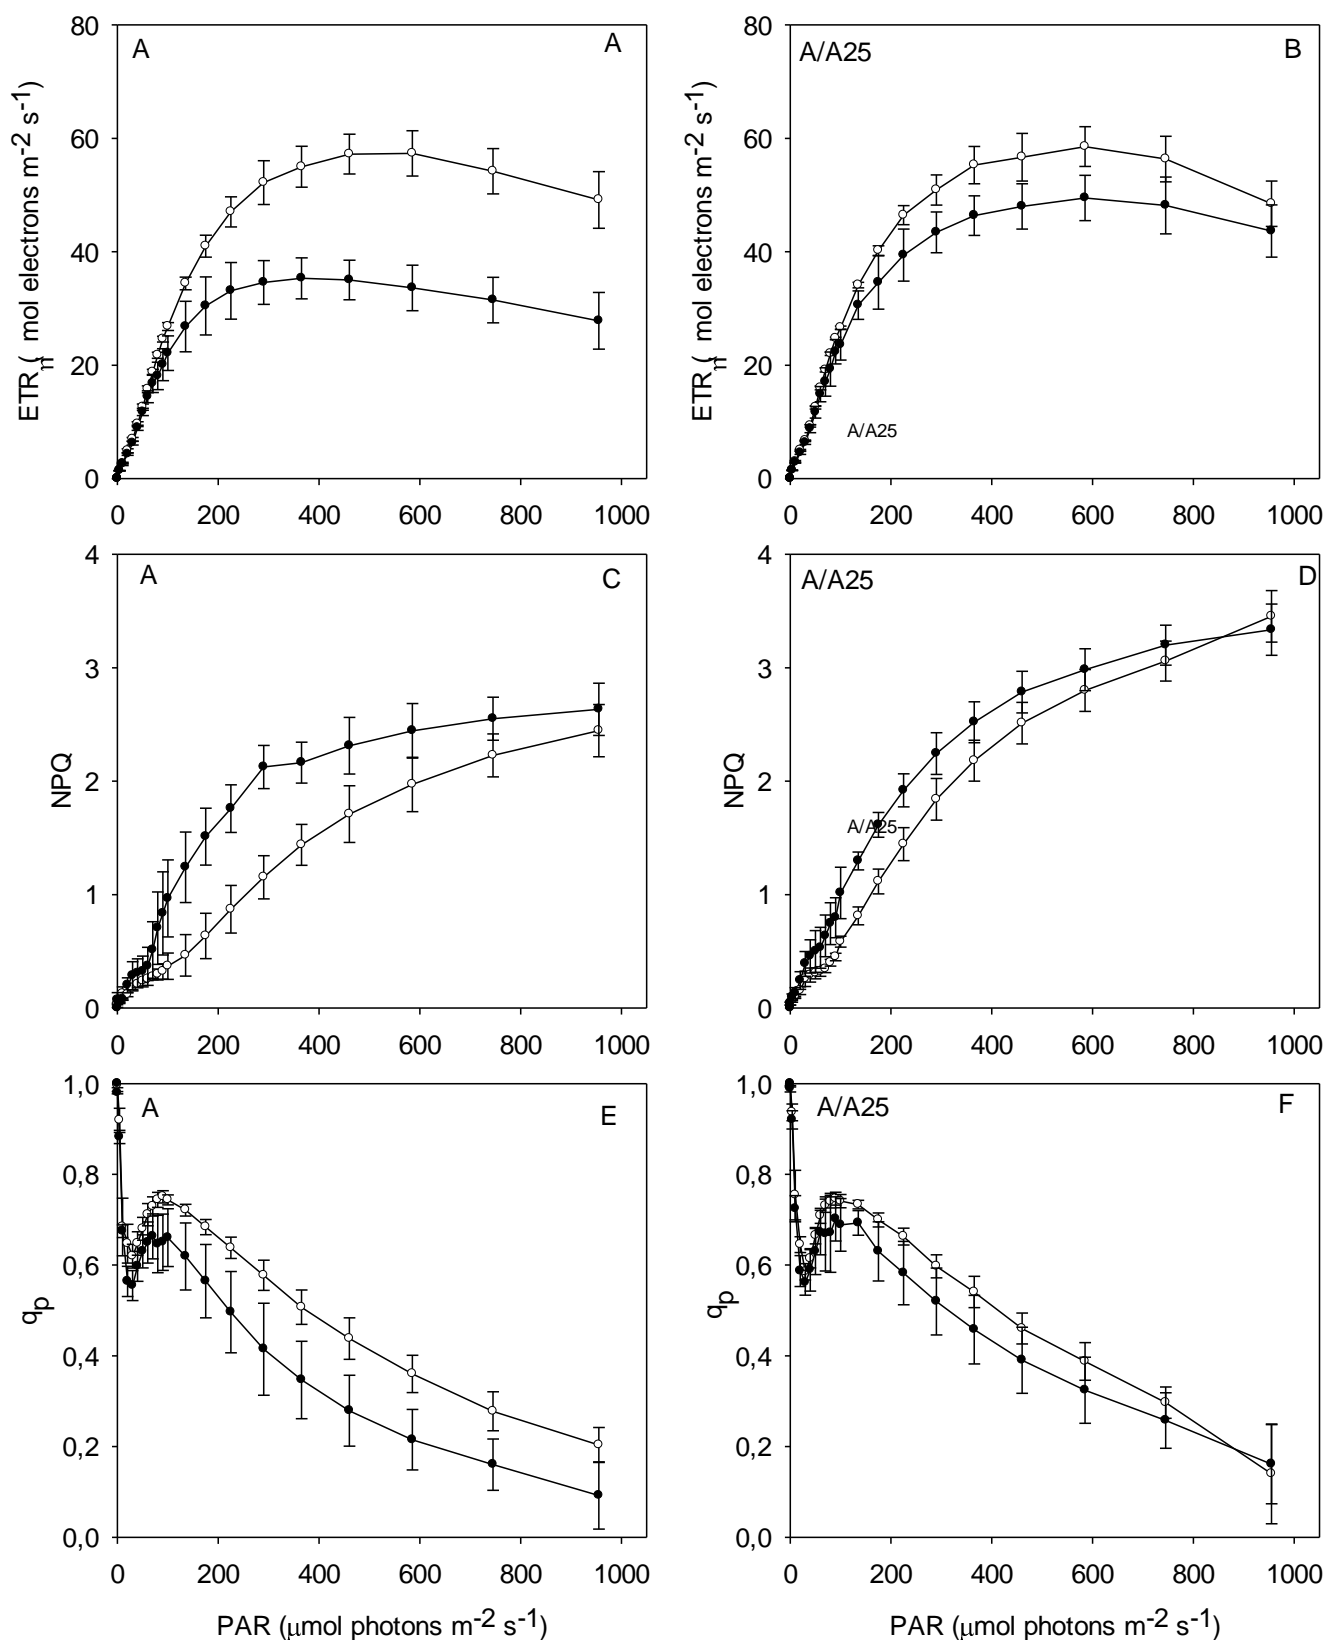 80
A
A
60
40
20
0
ETR ( mol electrons m-2 s-1)
0 200 400 600 800 1000
80
A/A25
B
60
40
20
0
A/A25
ETR ( mol electrons m-2 s-1)
0 200 400 600 800 1000
4
A
C
3
2
1
0
NPQ
0 200 400 600 800 1000
4
A/A25
D
3
2
1
0
A/A25
NPQ
0 200 400 600 800 1000
1,0
A
E
0,8
0,6
0,4
0,2
0,0
qp
0 200 400 600 800 1000
PAR (μmol photons m-2 s-1)
1,0
A/A25
F
0,8
0,6
0,4
0,2
0,0
qp
0 200 400 600 800 1000
PAR (μmol photons m-2 s-1)